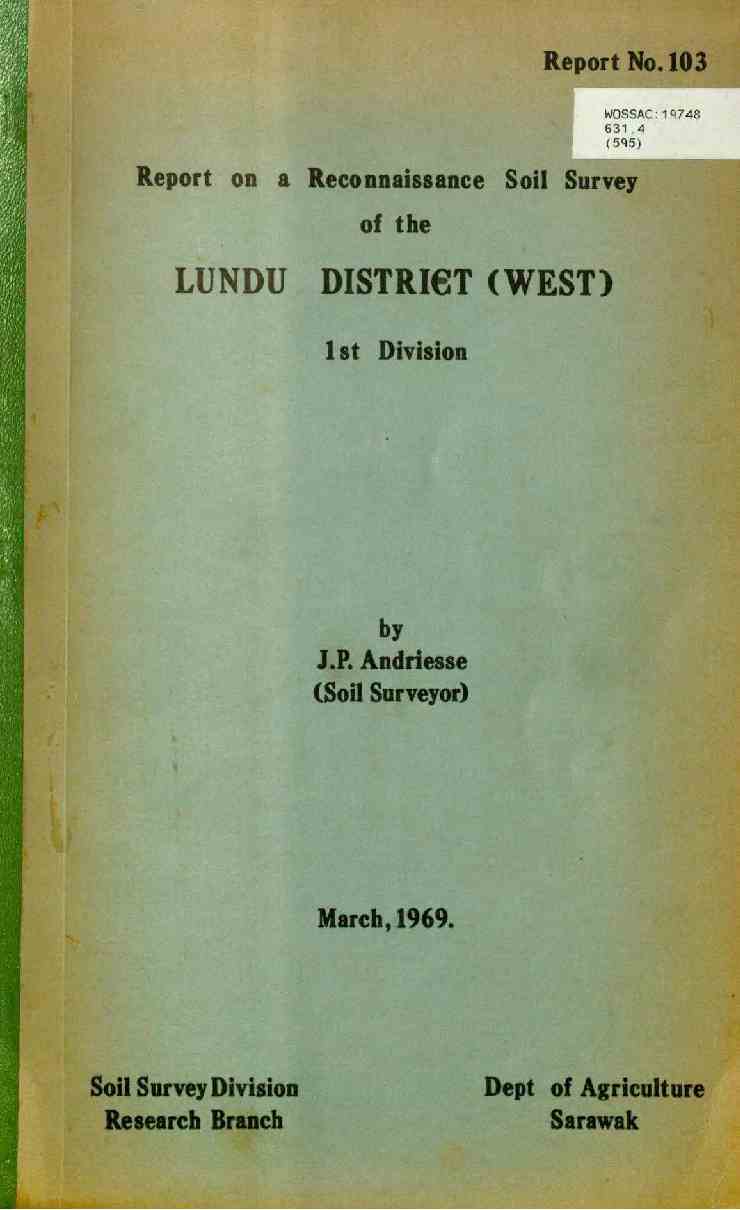 Report No. 103
WOSSAC: 19748
631.4
(595)
Report on a Reconnaissance Soil Survey
of the
LUNDU DISTRICT (WEST)
1st Division
by
J.P. Andriesse
(Soil Surveyor)
March, 1969.
Soil Survey Division
Research Branch
Dept of Agriculture
Sarawak